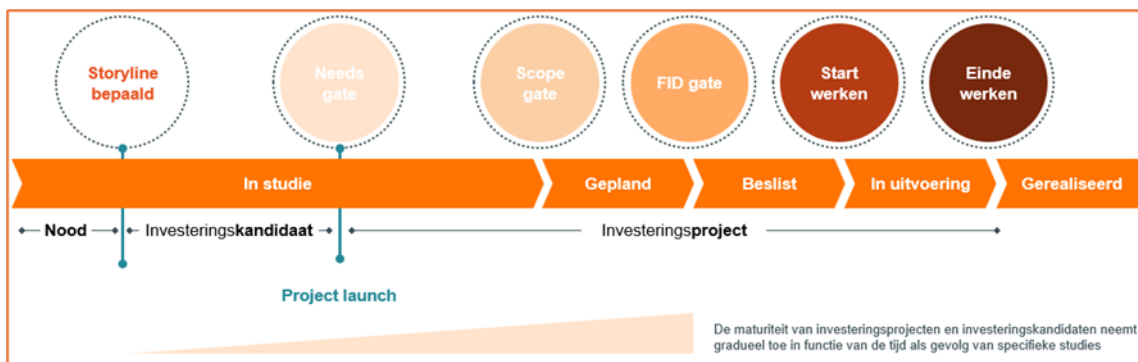 Storyline
bepaald
Needs
gate
Scope
gate
FID gate
Start
werken
Einde
werken
In studie
Gepland
Beslist
In uitvoering
Gerealiseerd
Nood
Investeringskandidaat
Investeringsproject
Project launch
De maturiteit van investeringsprojecten en investeringskandidaten neemt
gradueel toe in functie van de tijd als gevolg van specifieke studies